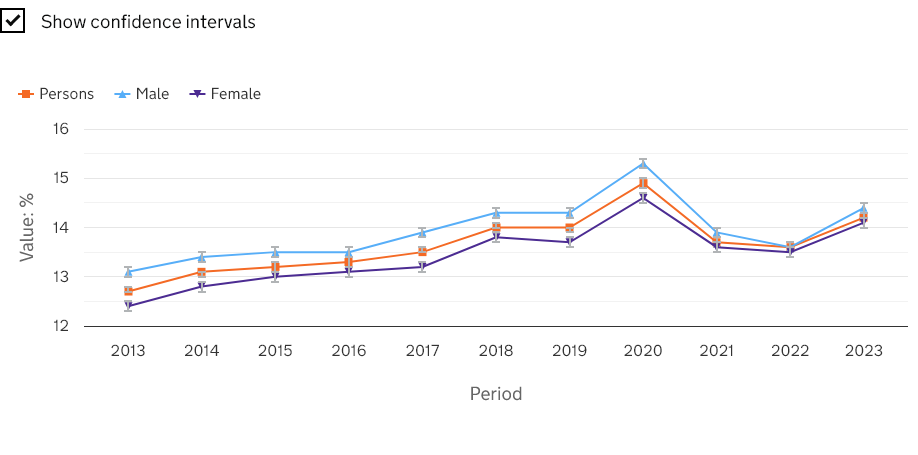 Show confidence intervals
Persons Male Female
16
15
14
13
12
Value: %
2013 2014 2015 2016 2017 2018 2019 2020 2021 2022 2023
Period